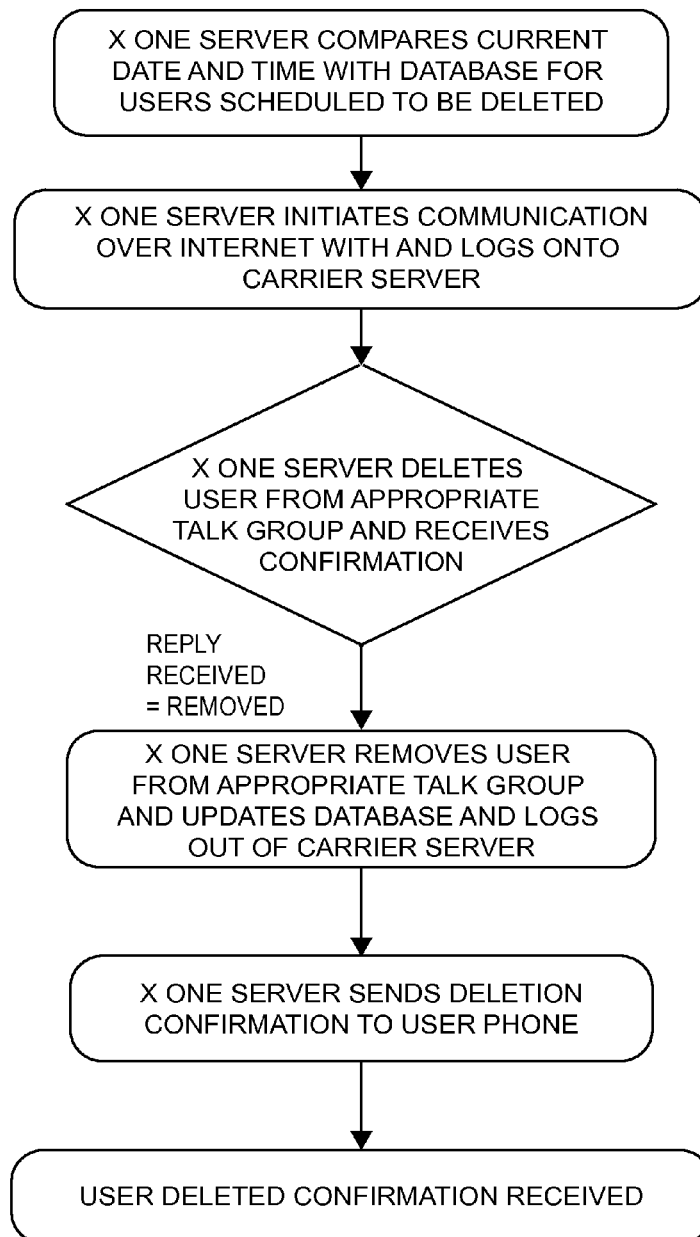 X ONE SERVER COMPARES CURRENT
DATE AND TIME WITH DATABASE FOR
USERS SCHEDULED TO BE DELETED
X ONE SERVER INITIATES COMMUNICATION
OVER INTERNET WITH AND LOGS ONTO
CARRIER SERVER
X ONE SERVER DELETES
USER FROM APPROPRIATE
TALK GROUP AND RECEIVES
CONFIRMATION
REPLY
RECEIVED
= REMOVED
X ONE SERVER REMOVES USER
FROM APPROPRIATE TALK GROUP
AND UPDATES DATABASE AND LOGS
OUT OF CARRIER SERVER
X ONE SERVER SENDS DELETION
CONFIRMATION TO USER PHONE
USER DELETED CONFIRMATION RECEIVED